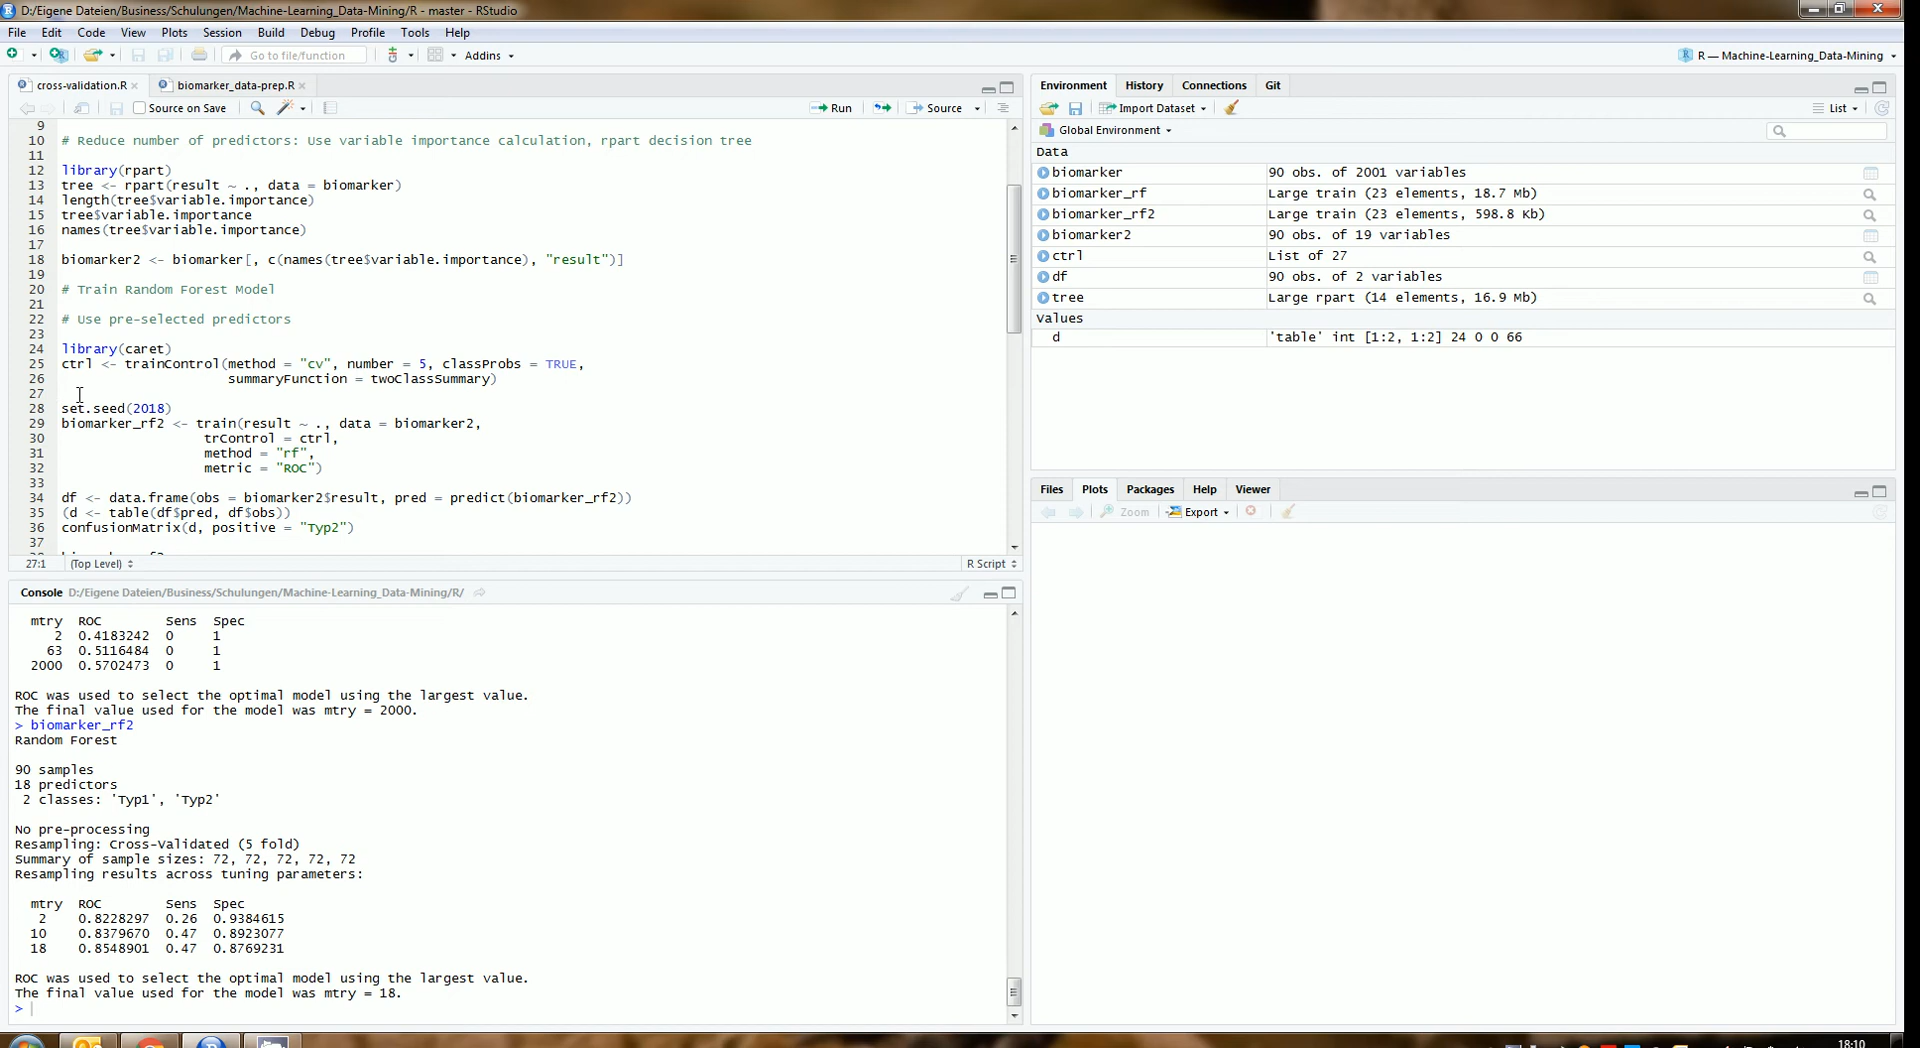 D:/Eigene Dateien/Business/Schulungen/Machine-Learning_Data-Mining/R - master - RStudio
File Edit Code View Plots Session Build Debug Profile Tools Help
Go to file/function Addins
R — Machine-Learning_Data-Mining
cross-validation.R biomarker_data-prep.R
Source on Save Run Source
9
10 # Reduce number of predictors: Use variable importance calculation, rpart decision tree
11
12 library(rpart)
13 tree <- rpart(result ~ ., data = biomarker)
14 length(tree$variable.importance)
15 tree$variable.importance
16 names(tree$variable.importance)
17
18 biomarker2 <- biomarker[, c(names(tree$variable.importance), "result")]
19
20 # Train Random Forest Model
21
22 # Use pre-selected predictors
23
24 library(caret)
25 ctrl <- trainControl(method = "cv", number = 5, classProbs = TRUE,
26 summaryFunction = twoClassSummary)
27
28 set.seed(2018)
29 biomarker_rf2 <- train(result ~ ., data = biomarker2,
30 trControl = ctrl,
31 method = "rf",
32 metric = "ROC")
33
34 df <- data.frame(obs = biomarker2$result, pred = predict(biomarker_rf2))
35 (d <- table(df$pred, df$obs))
36 confusionMatrix(d, positive = "Typ2")
37
27:1 (Top Level) R Script
Console D:/Eigene Dateien/Business/Schulungen/Machine-Learning_Data-Mining/R/
mtry ROC Sens Spec
2 0.4183242 0 1
63 0.5116484 0 1
2000 0.5702473 0 1
ROC was used to select the optimal model using the largest value.
The final value used for the model was mtry = 2000.
> biomarker_rf2
Random Forest
90 samples
18 predictors
2 classes: 'Typ1', 'Typ2'
No pre-processing
Resampling: Cross-Validated (5 fold)
Summary of sample sizes: 72, 72, 72, 72, 72
Resampling results across tuning parameters:
mtry ROC Sens Spec
2 0.8228297 0.26 0.9384615
10 0.8379670 0.47 0.8923077
18 0.8548901 0.47 0.8769231
ROC was used to select the optimal model using the largest value.
The final value used for the model was mtry = 18.
>
Environment History Connections Git
Import Dataset List
Global Environment
Data
biomarker 90 obs. of 2001 variables
biomarker_rf Large train (23 elements, 18.7 Mb)
biomarker_rf2 Large train (23 elements, 598.8 Kb)
biomarker2 90 obs. of 19 variables
ctrl List of 27
df 90 obs. of 2 variables
tree Large rpart (14 elements, 16.9 Mb)
Values
d 'table' int [1:2, 1:2] 24 0 0 66
Files Plots Packages Help Viewer
Zoom Export
18:10